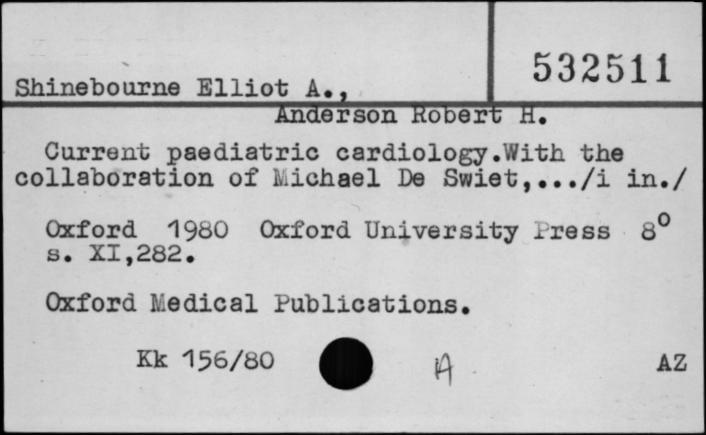 532511
Shinebourne Elliot A.,
Anderson Robert H.
Current paediatric cardiology.With the
collaboration of Michael De Swiet,.../i in./
Oxford 1980 Oxford University Press 8°
s. XI,282.
Oxford Medical Publications.
Kk 156/80 A AZ